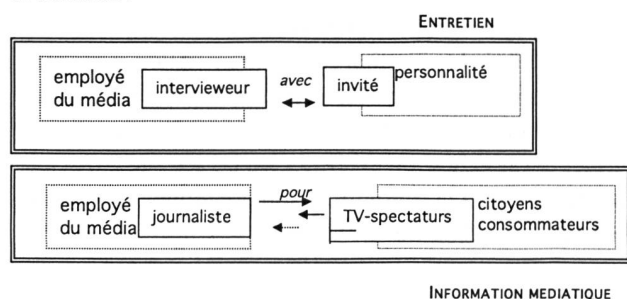 ENTRETIEN
employé
du média
intervieweur
avec
invité
personnalité
employé
du média
journaliste
pour
TV-spectaturs
citoyens
consommateurs
INFORMATION MEDIATIQUE